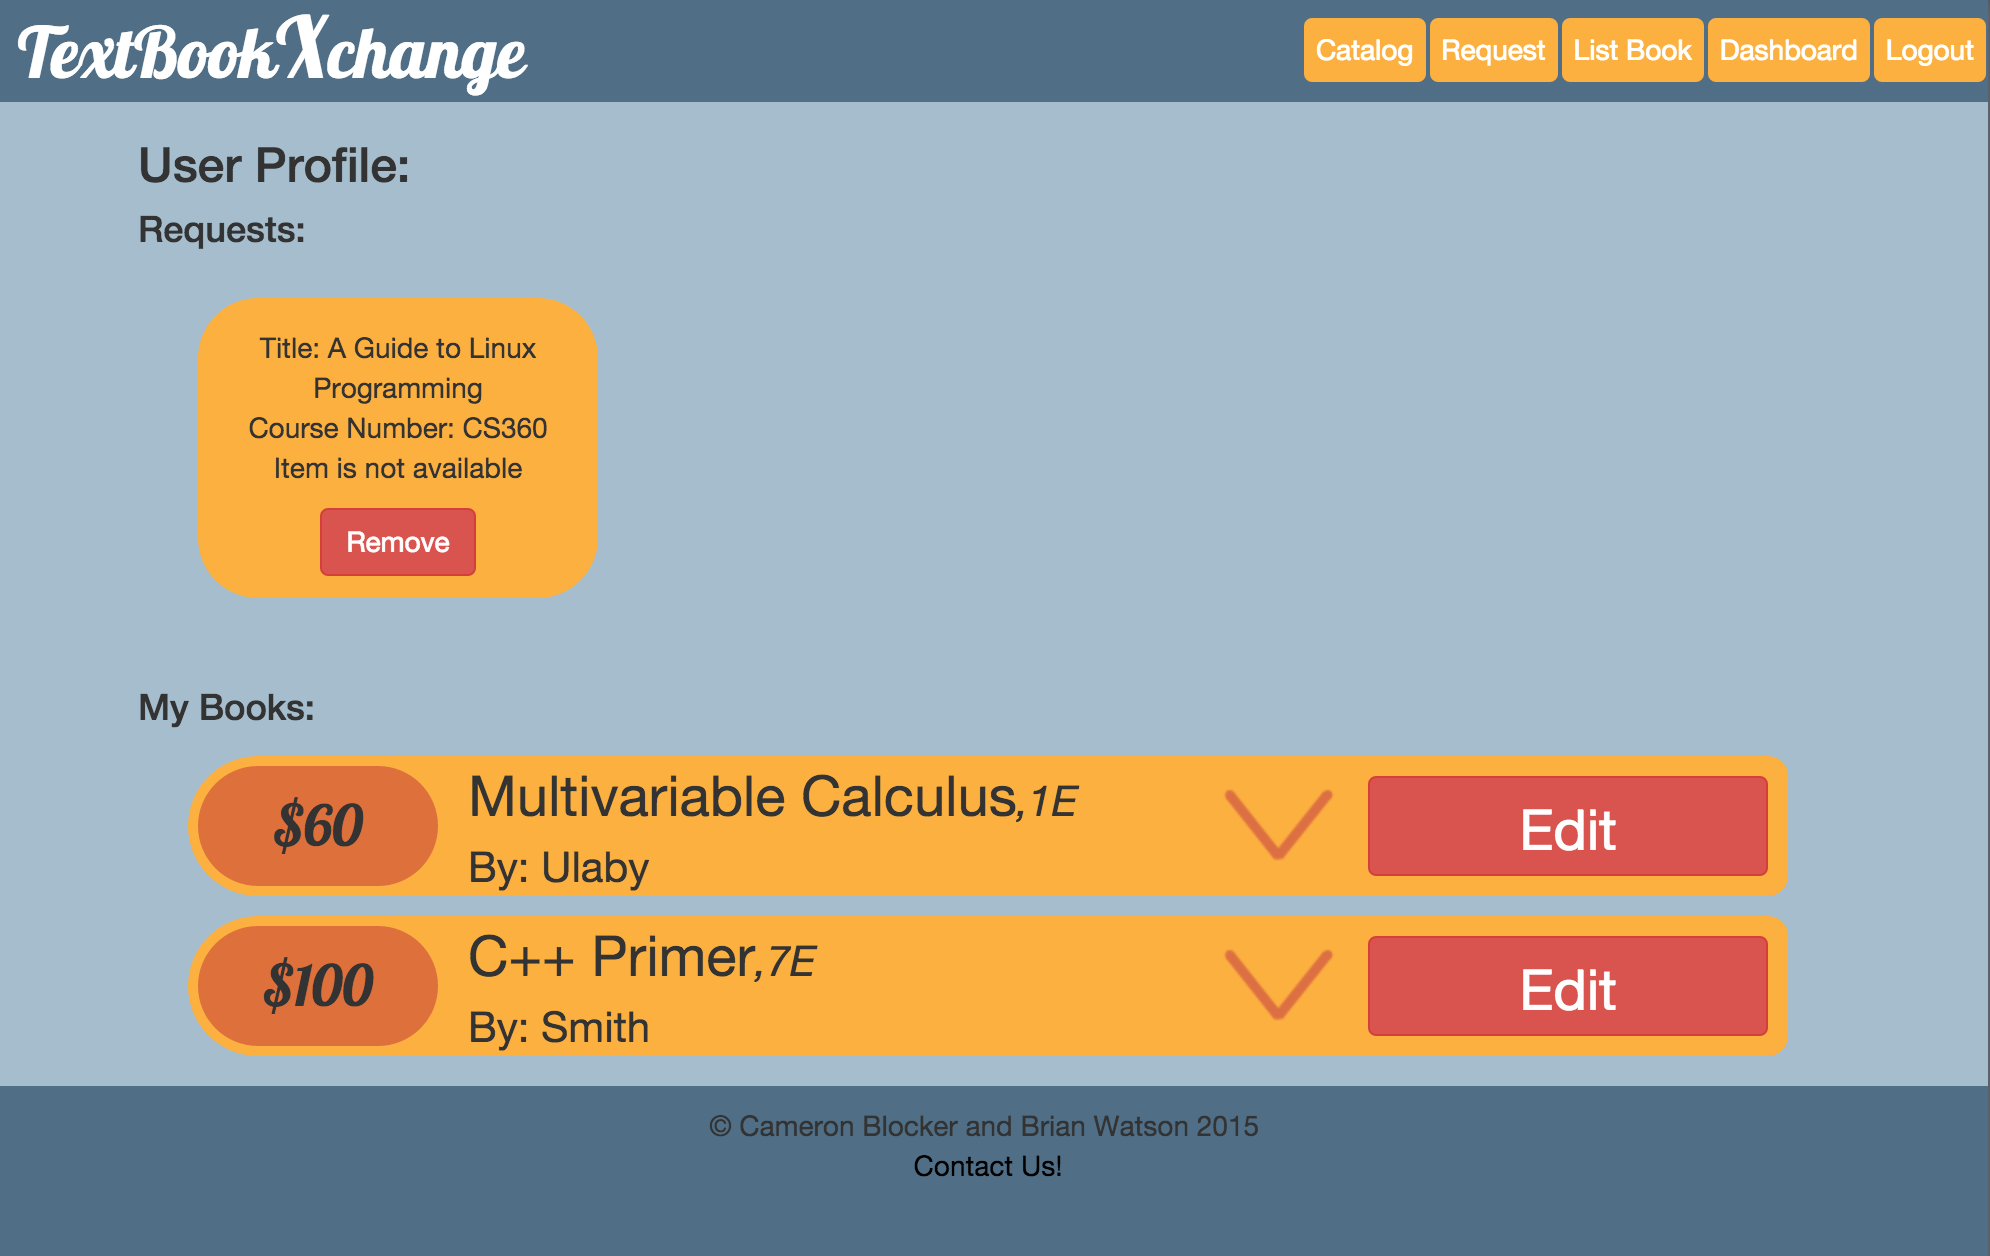 TextBookXchange
Catalog Request List Book Dashboard Logout
User Profile:
Requests:
Title: A Guide to Linux
Programming
Course Number: CS360
Item is not available
Remove
My Books:
$60
Multivariable Calculus,1E
By: Ulaby
Edit
$100
C++ Primer,7E
By: Smith
Edit
© Cameron Blocker and Brian Watson 2015
Contact Us!